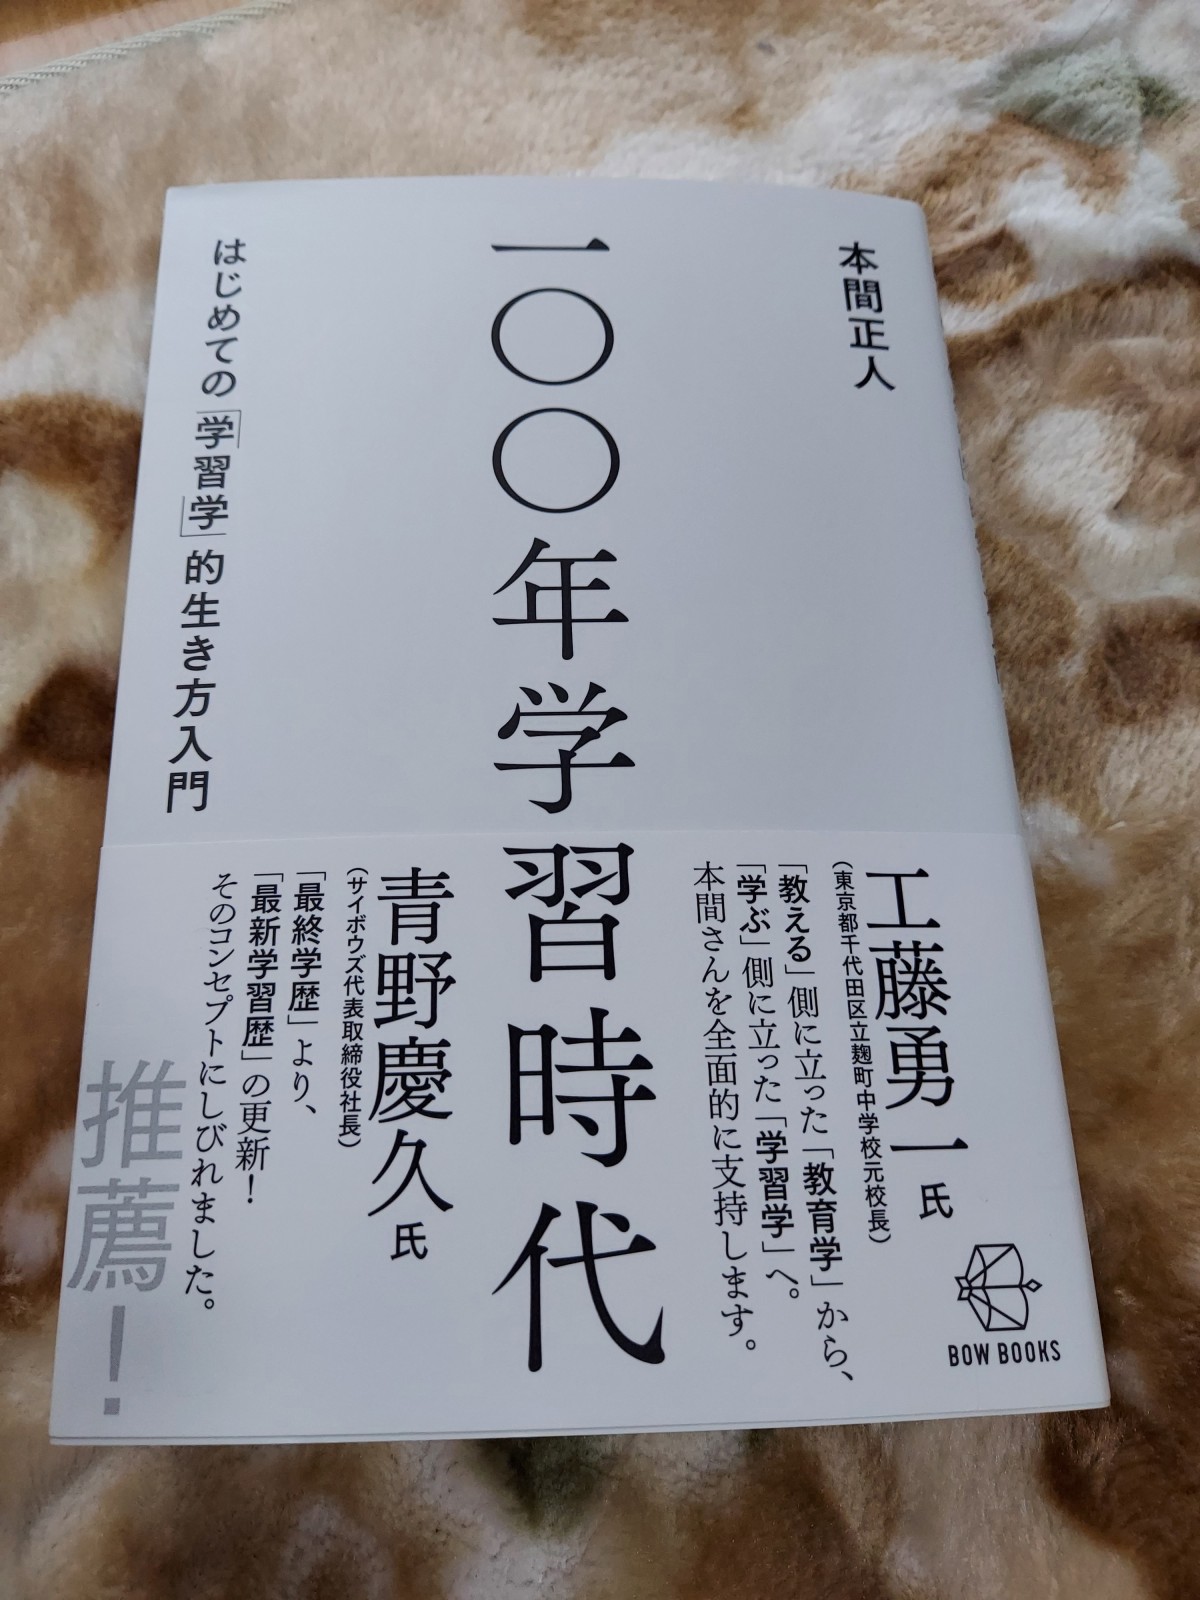 本間正人
一〇〇年学習時代
はじめての「学習学」的生き方入門
工藤勇一氏
(東京都千代田区立麹町中学校元校長)
「教える」側に立った「教育学」から、
「学ぶ」側に立った「学習学」へ。
本間さんを全面的に支持します。
青野慶久氏
(サイボウズ代表取締役社長)
「最終学歴」より、
「最新学習歴」の更新！
そのコンセプトにしびれました。
推薦！
BOW BOOKS